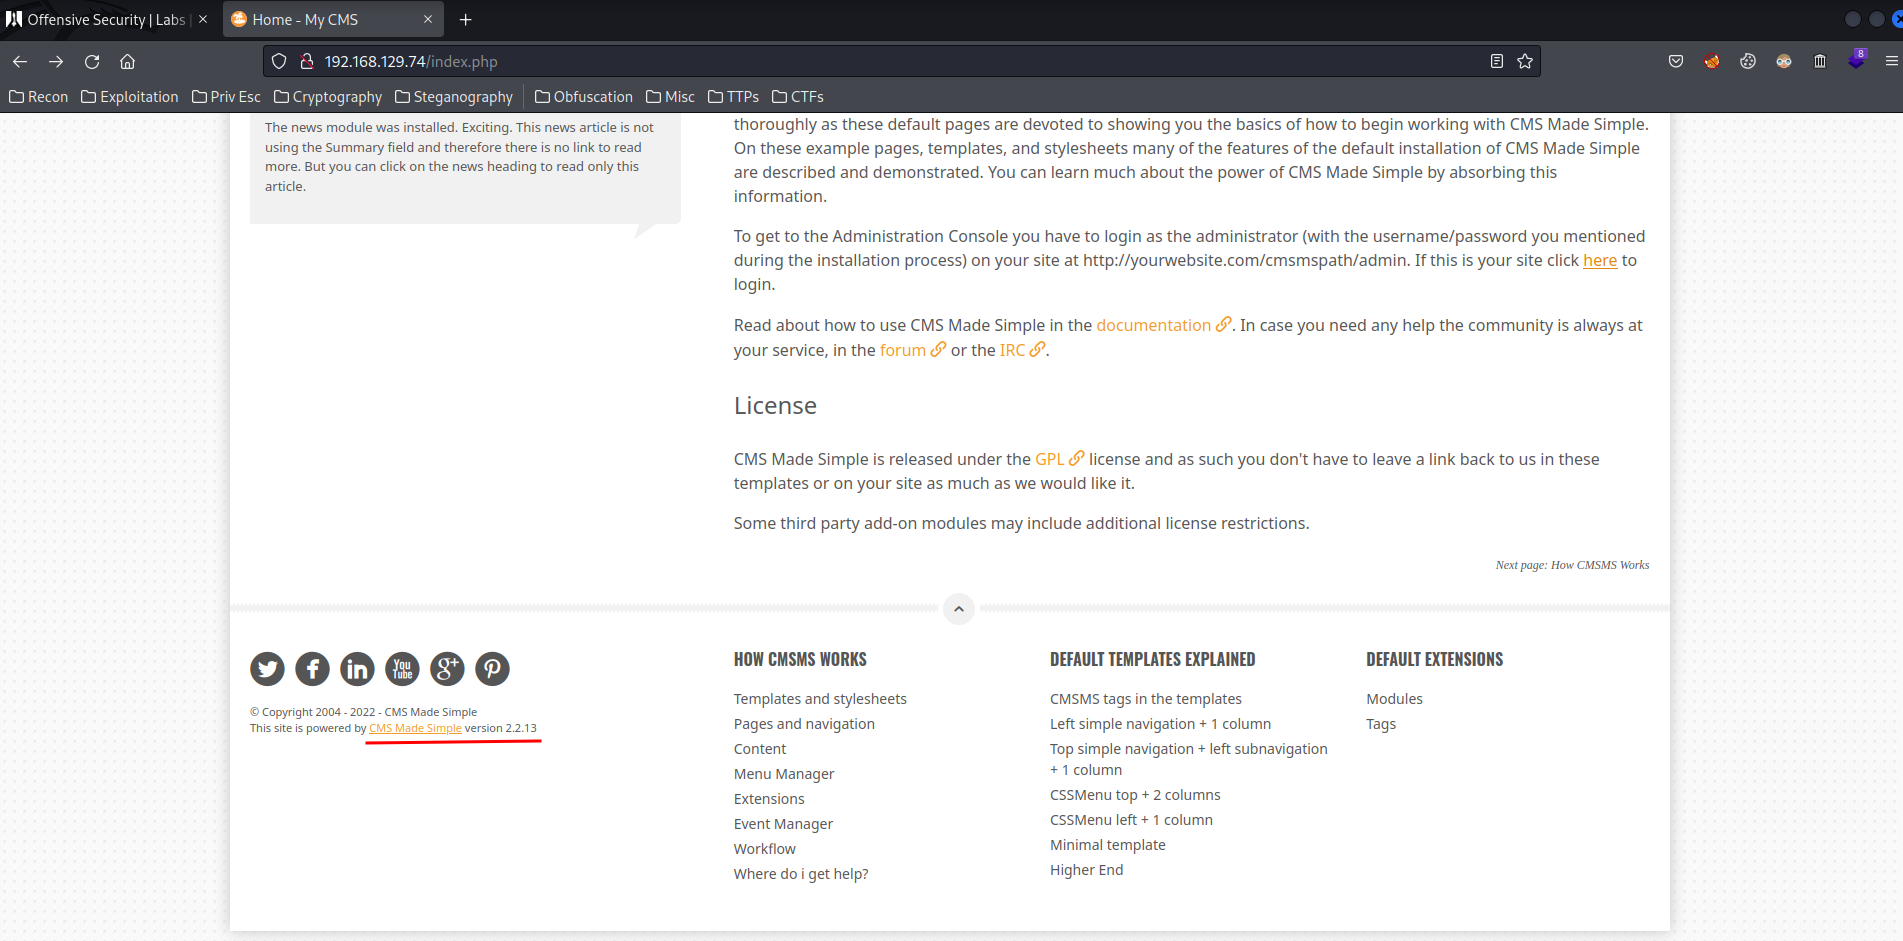 Offensive Security | Labs |
Home - My CMS
192.168.129.74/index.php
8
Recon
Exploitation
Priv Esc
Cryptography
Steganography
Obfuscation
Misc
TTPs
CTFs
The news module was installed. Exciting. This news article is not
using the Summary field and therefore there is no link to read
more. But you can click on the news heading to read only this
article.
thoroughly as these default pages are devoted to showing you the basics of how to begin working with CMS Made Simple.
On these example pages, templates, and stylesheets many of the features of the default installation of CMS Made Simple
are described and demonstrated. You can learn much about the power of CMS Made Simple by absorbing this
information.
To get to the Administration Console you have to login as the administrator (with the username/password you mentioned
during the installation process) on your site at http://yourwebsite.com/cmsmspath/admin. If this is your site click here to
login.
Read about how to use CMS Made Simple in the documentation. In case you need any help the community is always at
your service, in the forum or the IRC.
License
CMS Made Simple is released under the GPL license and as such you don't have to leave a link back to us in these
templates or on your site as much as we would like it.
Some third party add-on modules may include additional license restrictions.
Next page: How CMSMS Works
You
Tube
g+
© Copyright 2004 - 2022 - CMS Made Simple
This site is powered by CMS Made Simple version 2.2.13
HOW CMSMS WORKS
Templates and stylesheets
Pages and navigation
Content
Menu Manager
Extensions
Event Manager
Workflow
Where do i get help?
DEFAULT TEMPLATES EXPLAINED
CMSMS tags in the templates
Left simple navigation + 1 column
Top simple navigation + left subnavigation
+ 1 column
CSSMenu top + 2 columns
CSSMenu left + 1 column
Minimal template
Higher End
DEFAULT EXTENSIONS
Modules
Tags